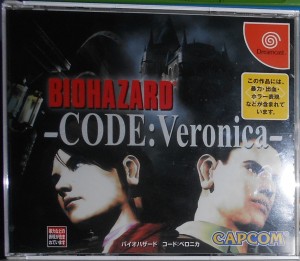 Dreamcast
この作品には、
暴力・出血・
ホラー表現
などが含まれて
います。
BIOHAZARD
-CODE:Veronica-
バイオハザード コード:ベロニカ
CAPCOM